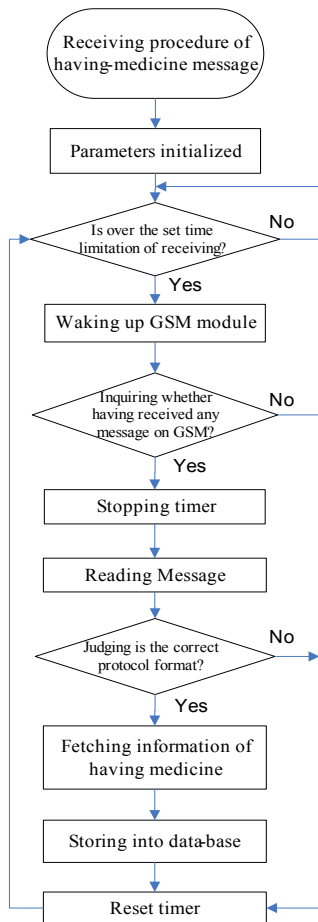 Receiving procedure of
having-medicine message
Parameters initialized
Is over the set time
limitation of receiving?
No
Yes
Waking up GSM module
Inquiring whether
having received any
message on GSM?
No
Yes
Stopping timer
Reading Message
Judging is the correct
protocol format?
No
Yes
Fetching information of
having medicine
Storing into data-base
Reset timer